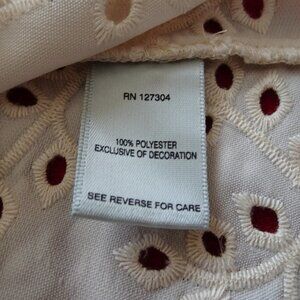 RN 127304
100% POLYESTER
EXCLUSIVE OF DECORATION
SEE REVERSE FOR CARE